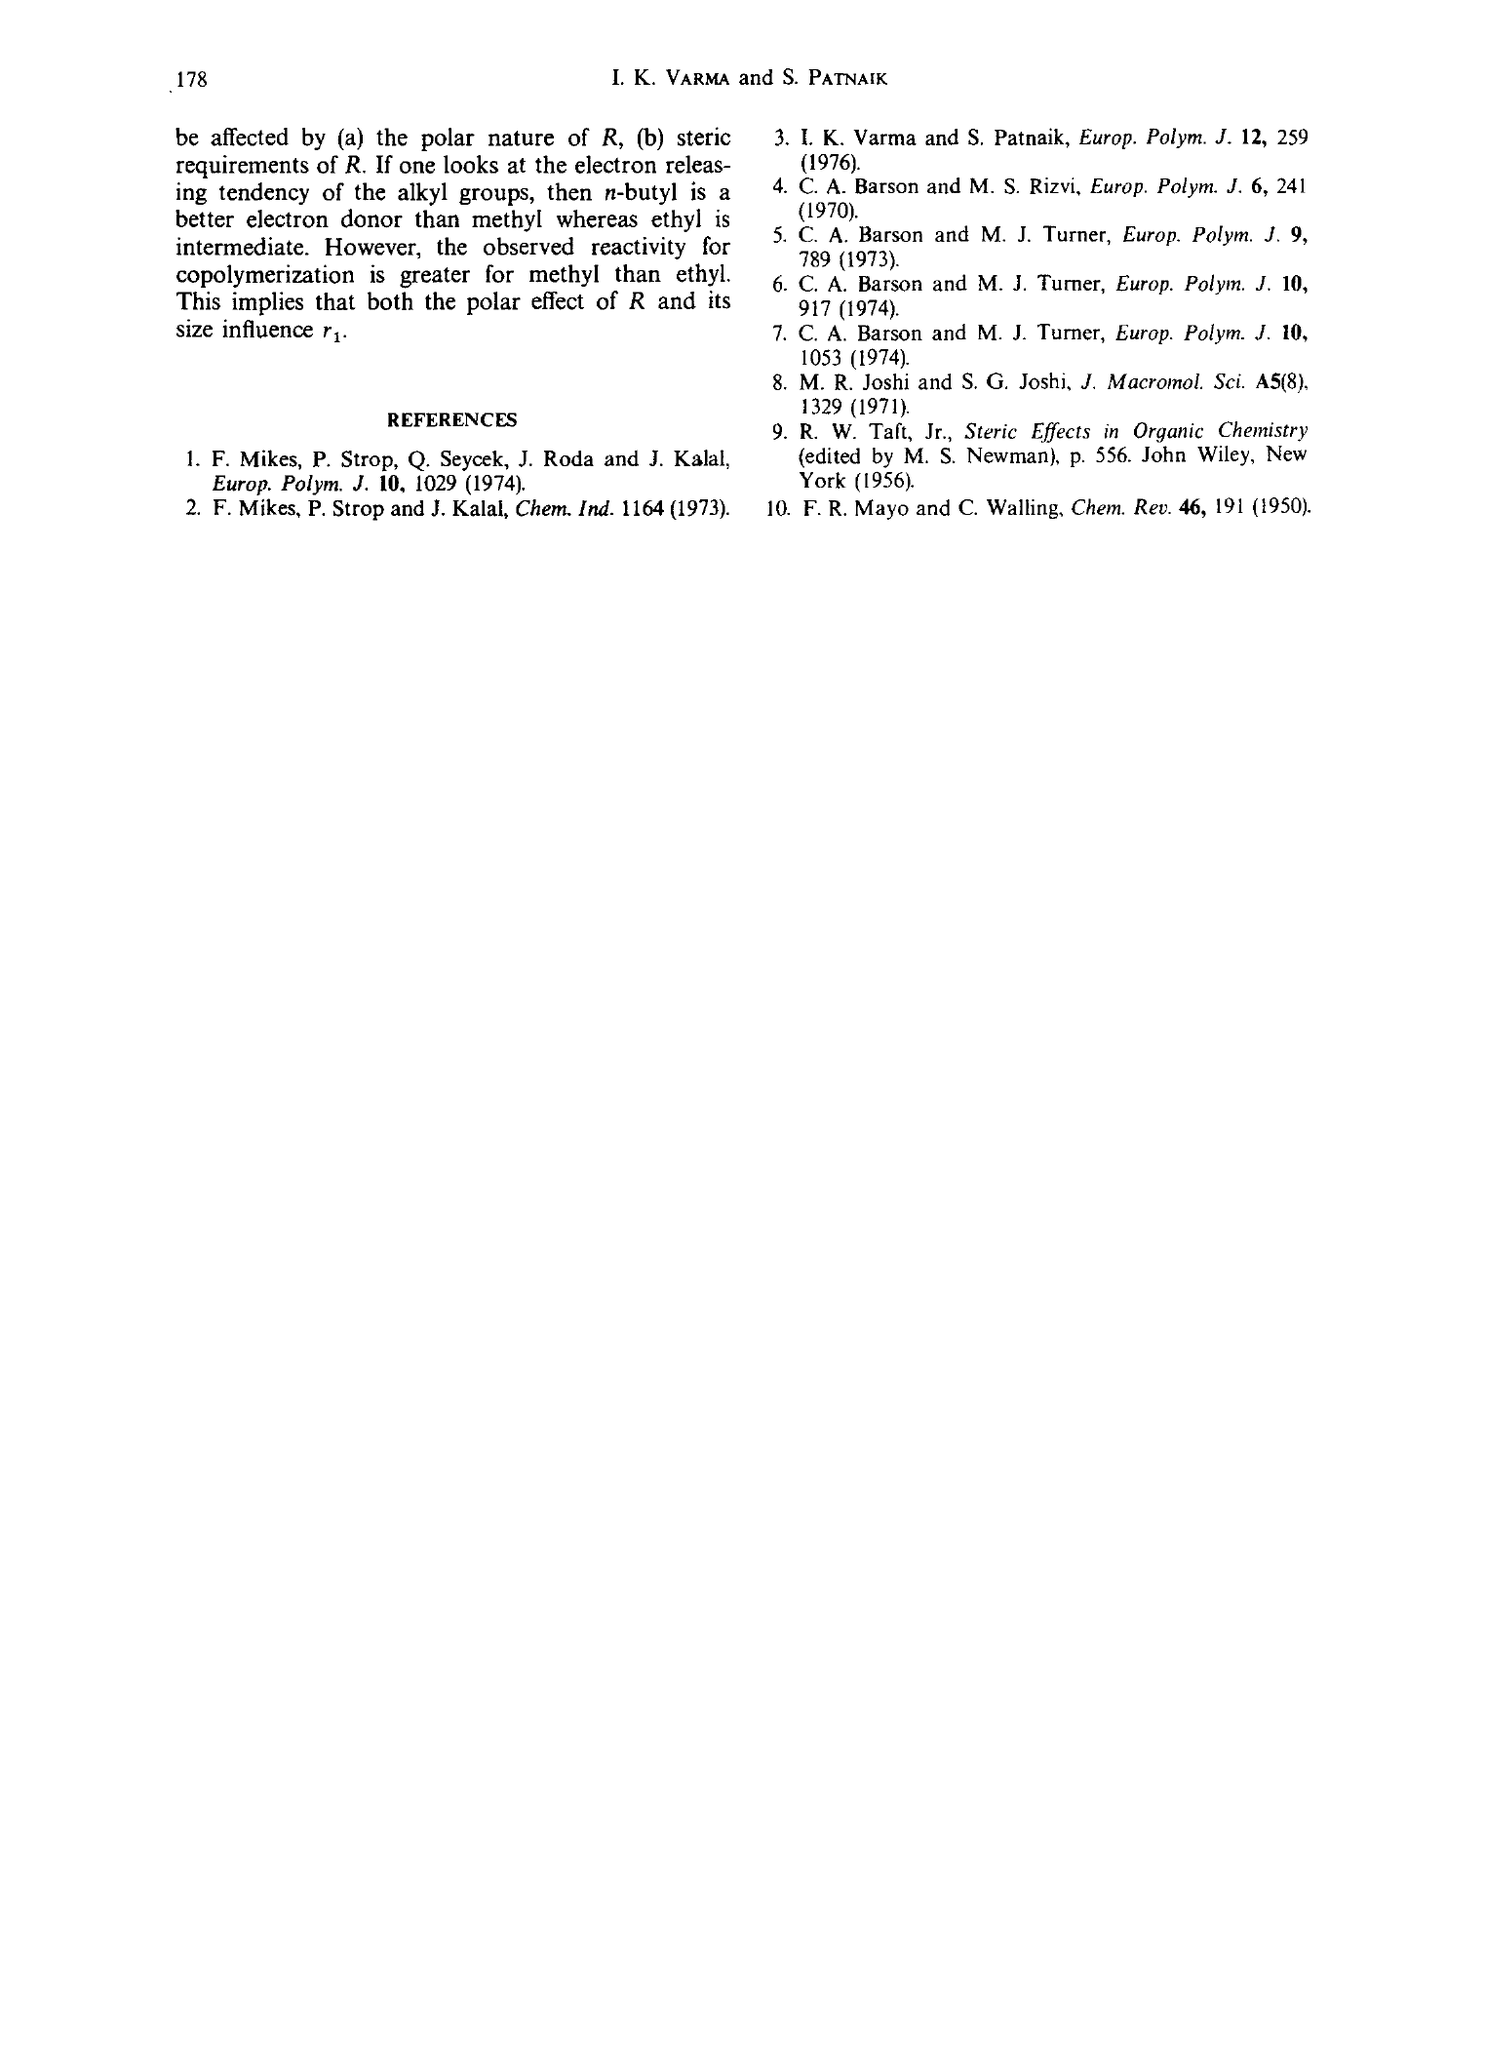 178
I. K. VARMA and S. PATNAIK
be affected by (a) the polar nature of R, (b) steric
requirements of R. If one looks at the electron releas-
ing tendency of the alkyl groups, then n-butyl is a
better electron donor than methyl whereas ethyl is
intermediate. However, the observed reactivity for
copolymerization is greater for methyl than ethyl.
This implies that both the polar effect of R and its
size influence r₁.
REFERENCES
1. F. Mikes, P. Strop, Q. Seycek, J. Roda and J. Kalal,
Europ. Polym. J. 10, 1029 (1974).
2. F. Mikes, P. Strop and J. Kalal, Chem. Ind. 1164 (1973).
3. I. K. Varma and S. Patnaik, Europ. Polym. J. 12, 259
(1976).
4. C. A. Barson and M. S. Rizvi, Europ. Polym. J. 6, 241
(1970).
5. C. A. Barson and M. J. Turner, Europ. Polym. J. 9,
789 (1973).
6. C. A. Barson and M. J. Turner, Europ. Polym. J. 10,
917 (1974).
7. C. A. Barson and M. J. Turner, Europ. Polym. J. 10,
1053 (1974).
8. M. R. Joshi and S. G. Joshi, J. Macromol. Sci. A5(8),
1329 (1971).
9. R. W. Taft, Jr., Steric Effects in Organic Chemistry
(edited by M. S. Newman), p. 556. John Wiley, New
York (1956).
10. F. R. Mayo and C. Walling, Chem. Rev. 46, 191 (1950).